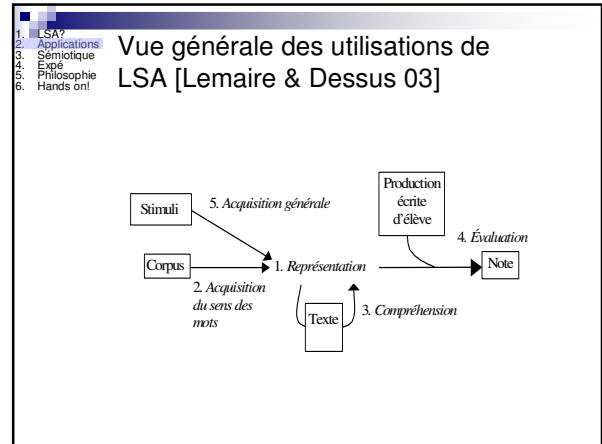 1. LSA?
2. Applications
3. Sémiotique
4. Expé
5. Philosophie
6. Hands on!
Vue générale des utilisations de
LSA [Lemaire & Dessus 03]
Production
écrite
d'élève
Stimuli
5. Acquisition générale
4. Évaluation
Corpus
1. Représentation
Note
2. Acquisition
du sens des
mots
Texte
3. Compréhension